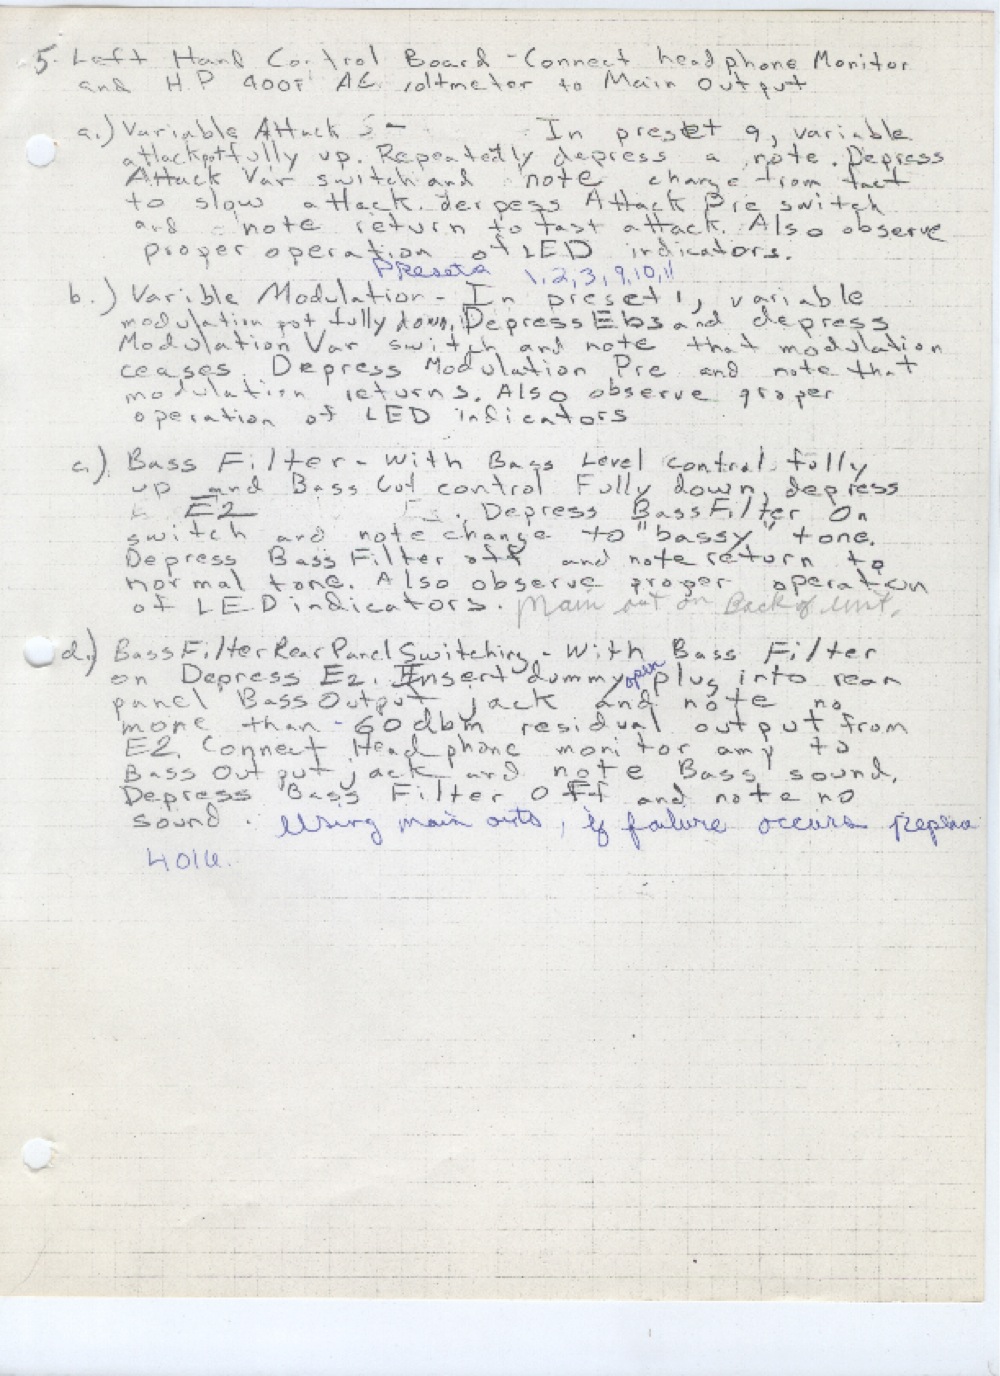 5. Left Hand Control Board - Connect headphone Monitor
and H.P 400F AC voltmeter to Main Output
a.) Variable Attack - In preset 9, variable
attack pot fully up. Repeatedly depress a note. Depress
Attack Var switch and note change from fast
to slow attack. derpess Attack Pre switch
and note return to fast attack. Also observe
proper operation of LED indicators.
Presets 1,2,3,9,10,11
b.) Varible Modulation - In preset 1, variable
modulation pot fully down, Depress Eb3 and depress
Modulation Var switch and note that modulation
ceases. Depress Modulation Pre and note that
modulation returns. Also observe proper
operation of LED indicators
c.) Bass Filter - With Bass Level control fully
up and Bass Cut control Fully down, depress
E2 . Depress Bass Filter On
switch and note change to "bassy" tone.
Depress Bass Filter off and note return to
normal tone. Also observe proper operation
of LED indicators. Main out on Back of unit.
d.) Bass Filter Rear Panel Switching - With Bass Filter
on Depress E2. Insert dummy open plug into rear
panel Bass Output jack and note no
more than -60dbm residual output from
E2. Connect Headphone monitor amp to
Bass Output jack and note Bass sound.
Depress Bass Filter Off and note no
sound. Using main outs, if failure occurs
4016.